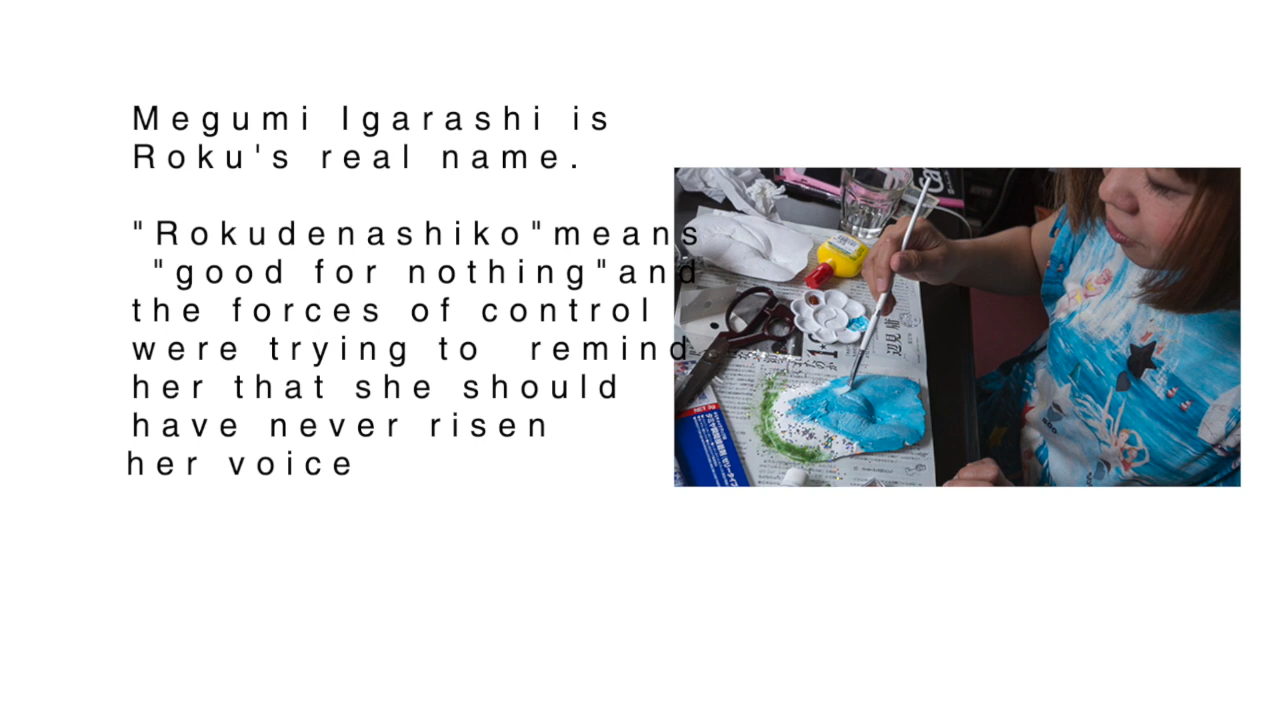 Megumi Igarashi is
Roku's real name.
"Rokudenashiko"means
"good for nothing"and
the forces of control
were trying to remind
her that she should
have never risen
her voice